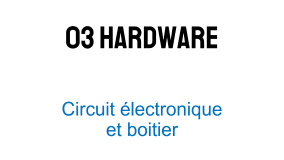 03 HARDWARE
Circuit électronique
et boitier